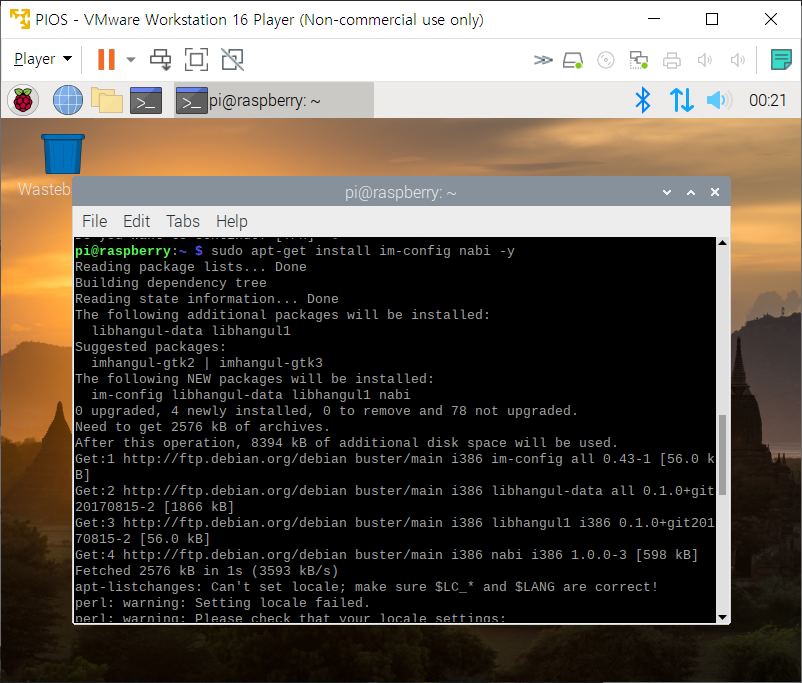 PIOS - VMware Workstation 16 Player (Non-commercial use only)
Player
pi@raspberry: ~
00:21
Wasteb
pi@raspberry: ~
File Edit Tabs Help
pi@raspberry:~ $ sudo apt-get install im-config nabi -y
Reading package lists... Done
Building dependency tree
Reading state information... Done
The following additional packages will be installed:
libhangul-data libhangul1
Suggested packages:
imhangul-gtk2 | imhangul-gtk3
The following NEW packages will be installed:
im-config libhangul-data libhangul1 nabi
0 upgraded, 4 newly installed, 0 to remove and 78 not upgraded.
Need to get 2576 kB of archives.
After this operation, 8394 kB of additional disk space will be used.
Get:1 http://ftp.debian.org/debian buster/main i386 im-config all 0.43-1 [56.0 k
B]
Get:2 http://ftp.debian.org/debian buster/main i386 libhangul-data all 0.1.0+git
20170815-2 [1866 kB]
Get:3 http://ftp.debian.org/debian buster/main i386 libhangul1 i386 0.1.0+git201
70815-2 [56.0 kB]
Get:4 http://ftp.debian.org/debian buster/main i386 nabi i386 1.0.0-3 [598 kB]
Fetched 2576 kB in 1s (3593 kB/s)
apt-listchanges: Can't set locale; make sure $LC_* and $LANG are correct!
perl: warning: Setting locale failed.
perl: warning: Please check that your locale settings: